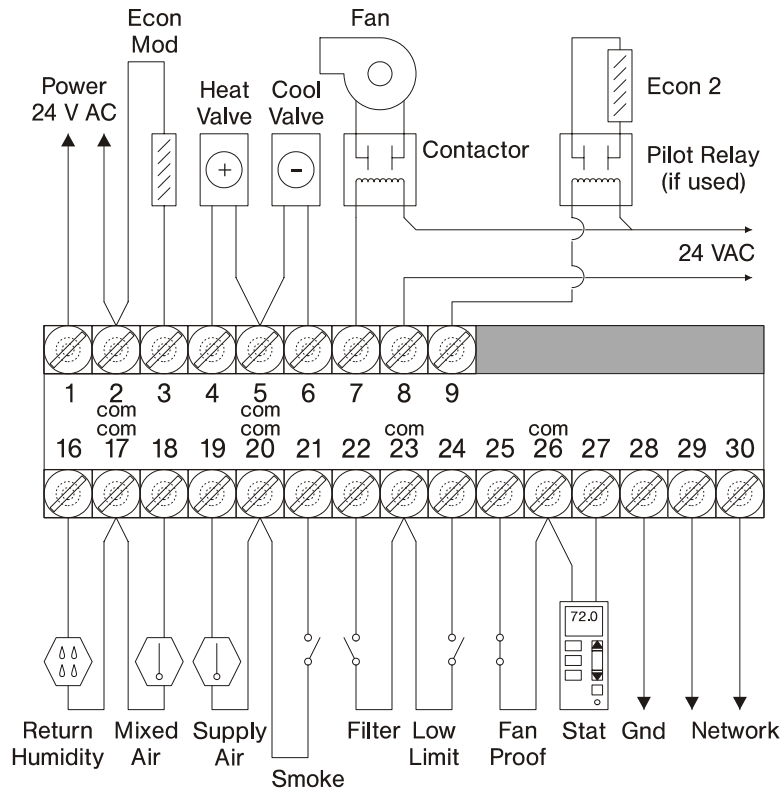 Econ
Mod
Fan
Power
24 V AC
Heat
Valve
Cool
Valve
Econ 2
Contactor
Pilot Relay
(if used)
24 VAC
+
-
1 2 3 4 5 6 7 8 9
com com
com com com com
16 17 18 19 20 21 22 23 24 25 26 27 28 29 30
72.0
Return
Humidity
Mixed
Air
Supply
Air
Smoke
Filter
Low
Limit
Fan
Proof
Stat
Gnd
Network